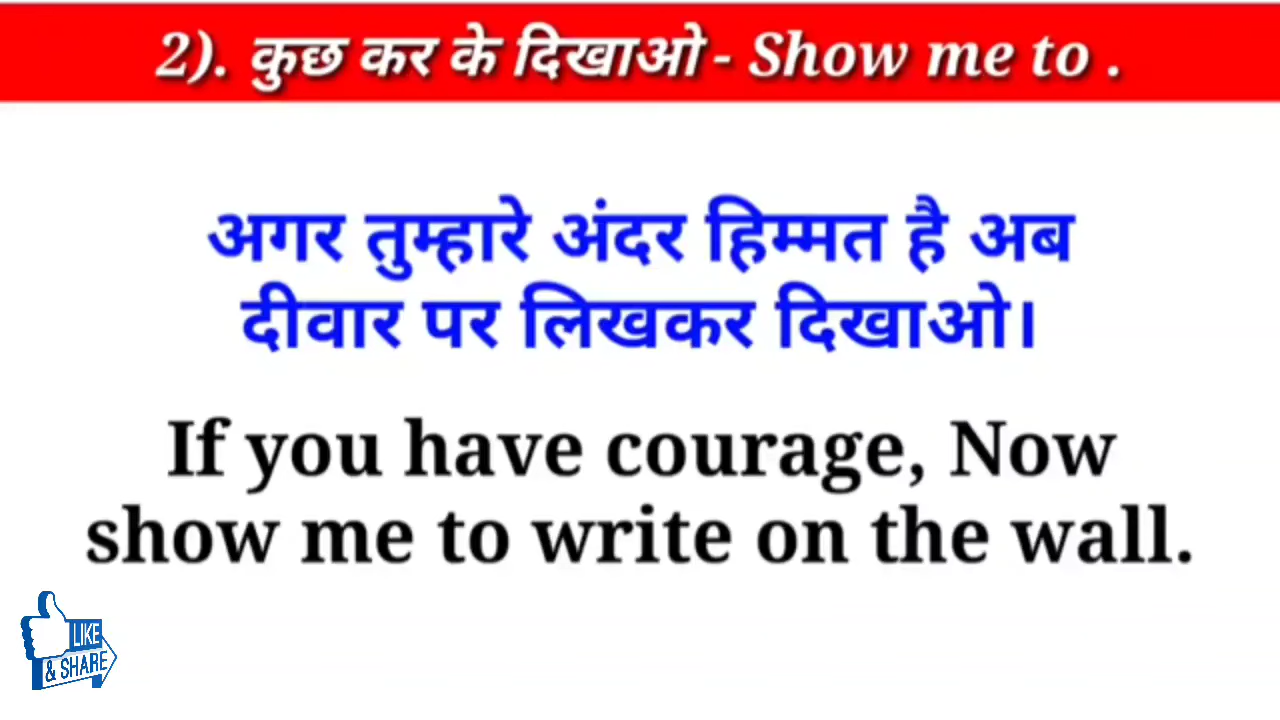 2). कुछ कर के दिखाओ - Show me to .
अगर तुम्हारे अंदर हिम्मत है अब
दीवार पर लिखकर दिखाओ।
If you have courage, Now
show me to write on the wall.
LIKE
& SHARE